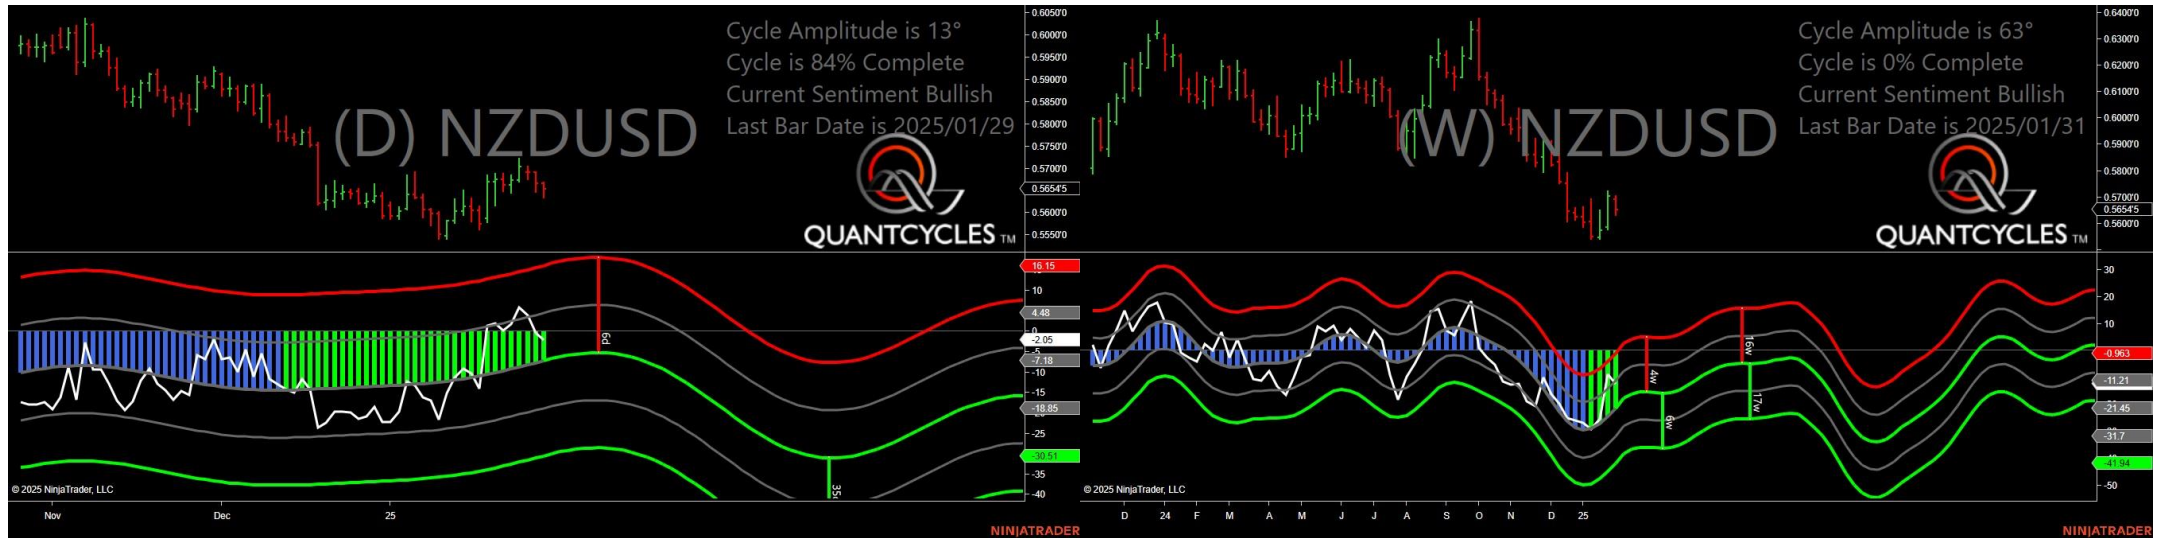 Cycle Amplitude is 13°
Cycle is 84% Complete
Current Sentiment Bullish
Last Bar Date is 2025/01/29
(D) NZDUSD
QUANTCYCLES TM
0.6050'0
0.6000'0
0.5950'0
0.5900'0
0.5850'0
0.5800'0
0.5750'0
0.5700'0
0.5654'5
0.5600'0
0.5550'0
16.15
10
4.48
0
-2.05
-5
-7.18
-10
-15
-18.85
-25
-30.51
-35
-40
6d
35
© 2025 NinjaTrader, LLC
Nov Dec 25
NINJATRADER
Cycle Amplitude is 63°
Cycle is 0% Complete
Current Sentiment Bullish
Last Bar Date is 2025/01/31
(W) NZDUSD
QUANTCYCLES TM
0.6400'0
0.6300'0
0.6200'0
0.6100'0
0.6000'0
0.5900'0
0.5800'0
0.5700'0
0.5654'5
0.5600'0
30
20
10
-0.963
-11.21
-21.45
-31.7
-41.94
-50
4w
6w
16w
17w
© 2025 NinjaTrader, LLC
D 24 F M A M J J A S O N D 25
NINJATRADER